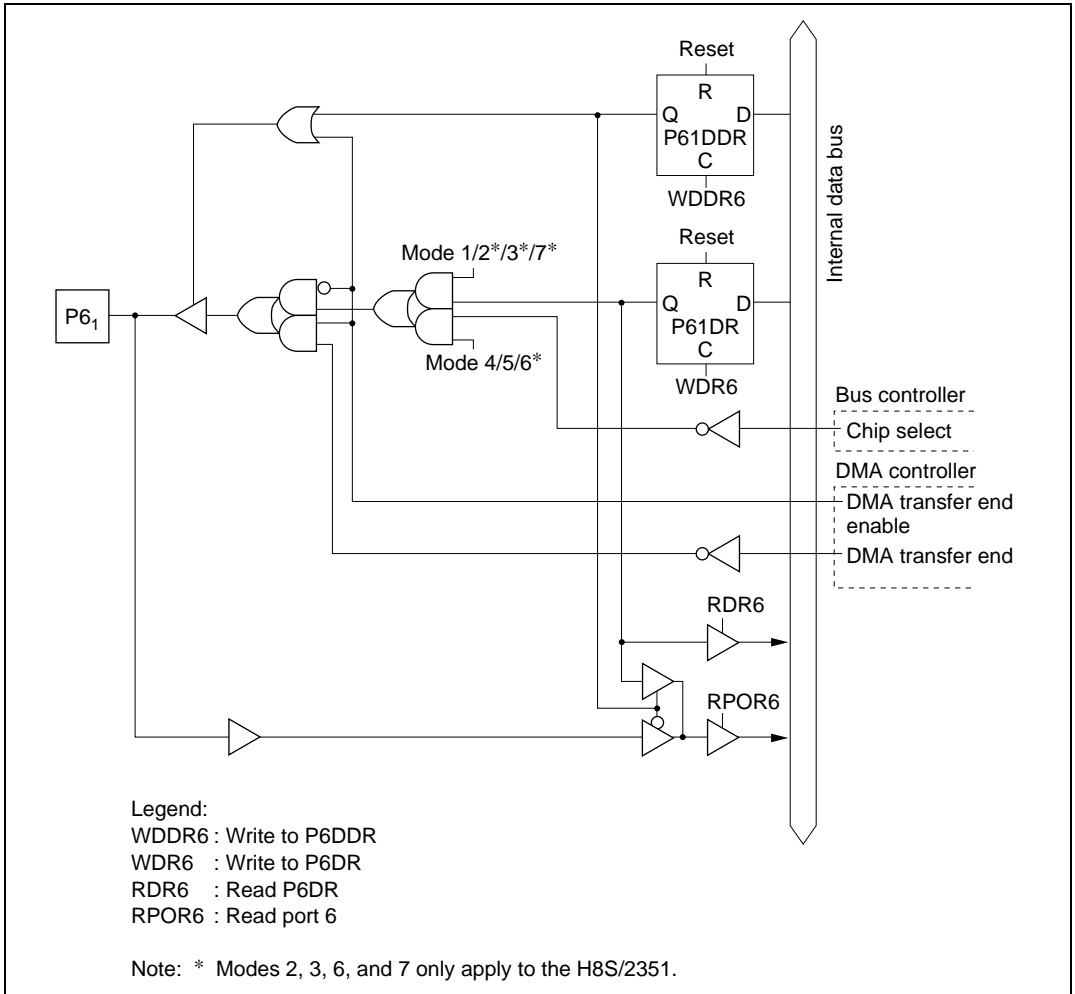 Reset
R
Q D
P61DDR
C
WDDR6
Internal data bus
Reset
Mode 1/2*/3*/7*
R
Q D
P61DR
C
WDR6
P6₁
Mode 4/5/6*
Bus controller
Chip select
DMA controller
DMA transfer end
enable
DMA transfer end
RDR6
RPOR6
Legend:
WDDR6 : Write to P6DDR
WDR6 : Write to P6DR
RDR6 : Read P6DR
RPOR6 : Read port 6
Note: * Modes 2, 3, 6, and 7 only apply to the H8S/2351.